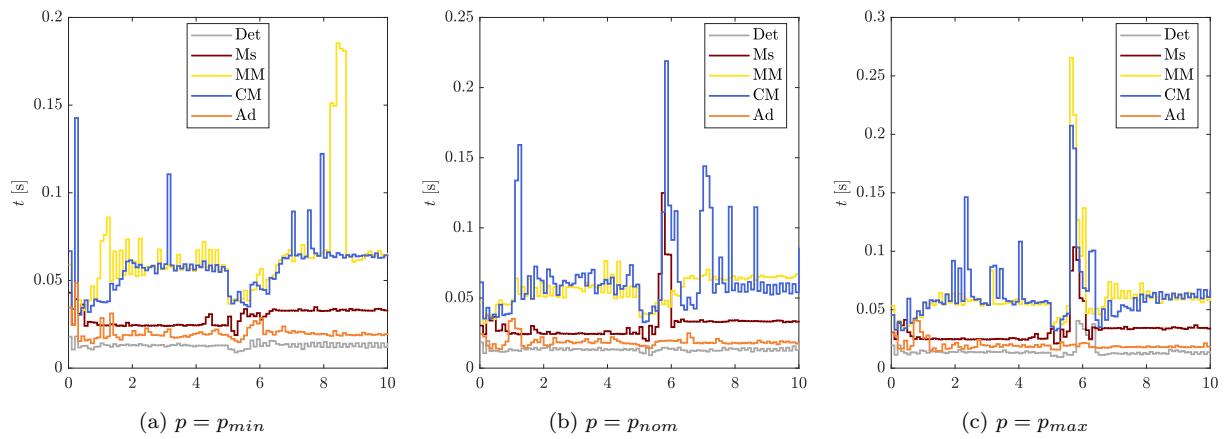 0.2
0.15
0.1
0.05
0
t [s]
0 2 4 6 8 10
Det
Ms
MM
CM
Ad
(a) p = p_min
0.25
0.2
0.15
0.1
0.05
0
t [s]
0 2 4 6 8 10
Det
Ms
MM
CM
Ad
(b) p = p_nom
0.3
0.25
0.2
0.15
0.1
0.05
0
t [s]
0 2 4 6 8 10
Det
Ms
MM
CM
Ad
(c) p = p_max